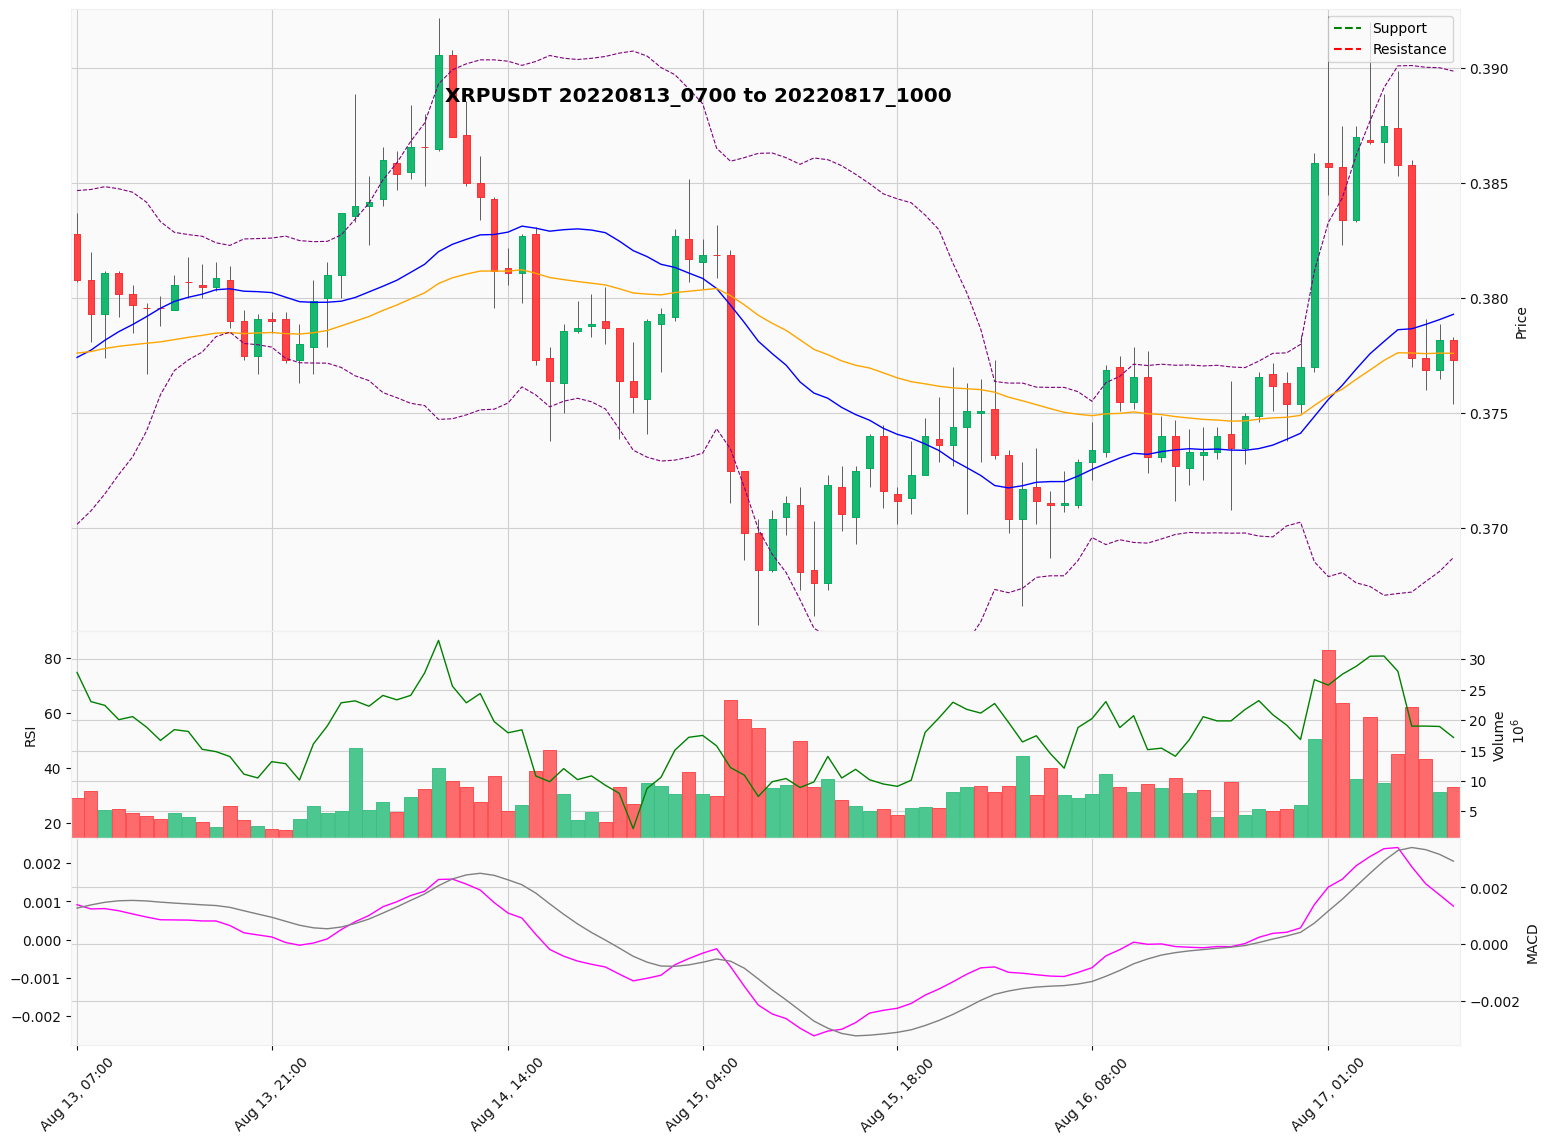 Support
Resistance
XRPUSDT 20220813_0700 to 20220817_1000
0.390
0.385
0.380
0.375
0.370
Price
80
60
40
20
RSI
30
25
20
15
10
5
Volume
10^6
0.002
0.001
0.000
−0.001
−0.002
0.002
0.000
−0.002
MACD
Aug 13, 07:00
Aug 13, 21:00
Aug 14, 14:00
Aug 15, 04:00
Aug 15, 18:00
Aug 16, 08:00
Aug 17, 01:00